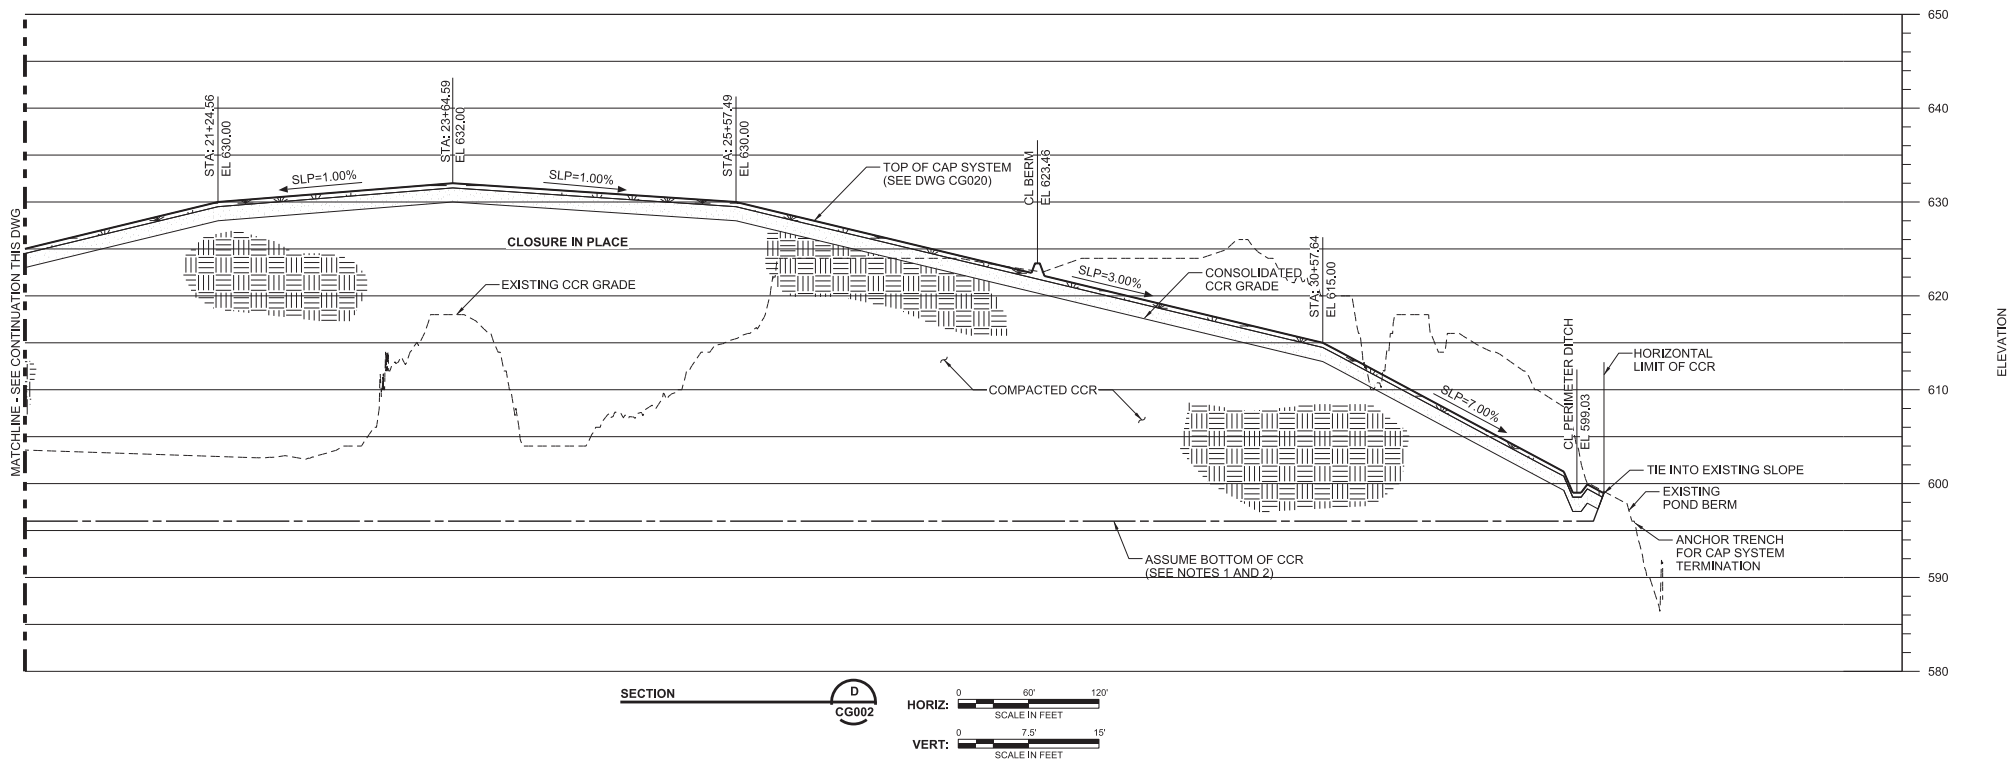 650
640
630
620
610
600
590
580
ELEVATION
MATCHLINE - SEE CONTINUATION THIS DWG
STA: 21+24.56
EL 630.00
SLP=1.00%
STA: 23+64.59
EL 632.00
SLP=1.00%
STA: 25+57.49
EL 630.00
TOP OF CAP SYSTEM
(SEE DWG CG020)
CL BERM
EL 623.46
CLOSURE IN PLACE
EXISTING CCR GRADE
SLP=3.00%
CONSOLIDATED
CCR GRADE
STA: 30+57.64
EL 615.00
COMPACTED CCR
SLP=7.00%
CL PERIMETER DITCH
EL 599.03
HORIZONTAL
LIMIT OF CCR
TIE INTO EXISTING SLOPE
EXISTING
POND BERM
ANCHOR TRENCH
FOR CAP SYSTEM
TERMINATION
ASSUME BOTTOM OF CCR
(SEE NOTES 1 AND 2)
SECTION
D
CG002
HORIZ:
0 60' 120'
SCALE IN FEET
VERT:
0 7.5' 15'
SCALE IN FEET